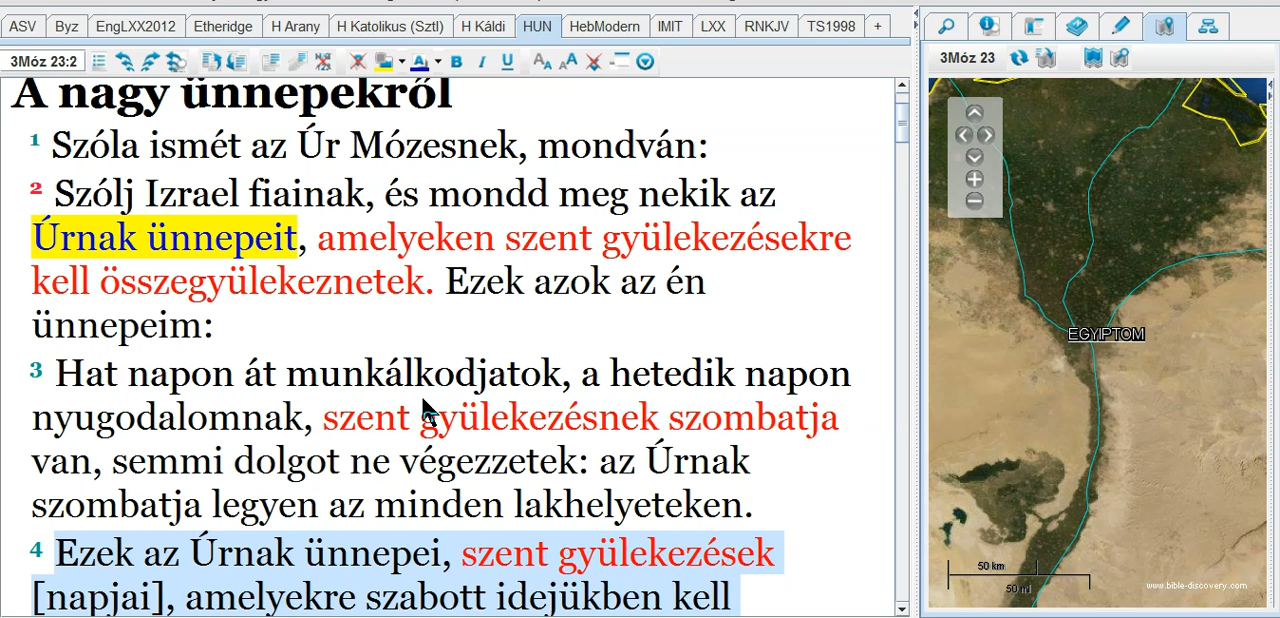 ASV Byz EngLXX2012 Etheridge H Arany H Katolikus (Sztl) H Káldi HUN HebModern IMIT LXX RNKJV TS1998 +
3Móz 23:2
A nagy ünnepekről
1 Szóla ismét az Úr Mózesnek, mondván:
2 Szólj Izrael fiainak, és mondd meg nekik az
Úrnak ünnepeit, amelyeken szent gyülekezésekre
kell összegyülekeznetek. Ezek azok az én
ünnepeim:
3 Hat napon át munkálkodjatok, a hetedik napon
nyugodalomnak, szent gyülekezésnek szombatja
van, semmi dolgot ne végezzetek: az Úrnak
szombatja legyen az minden lakhelyeteken.
4 Ezek az Úrnak ünnepei, szent gyülekezések
[napjai], amelyekre szabott idejükben kell
3Móz 23
EGYIPTOM
50 km
50 ml
www.bible-discovery.com